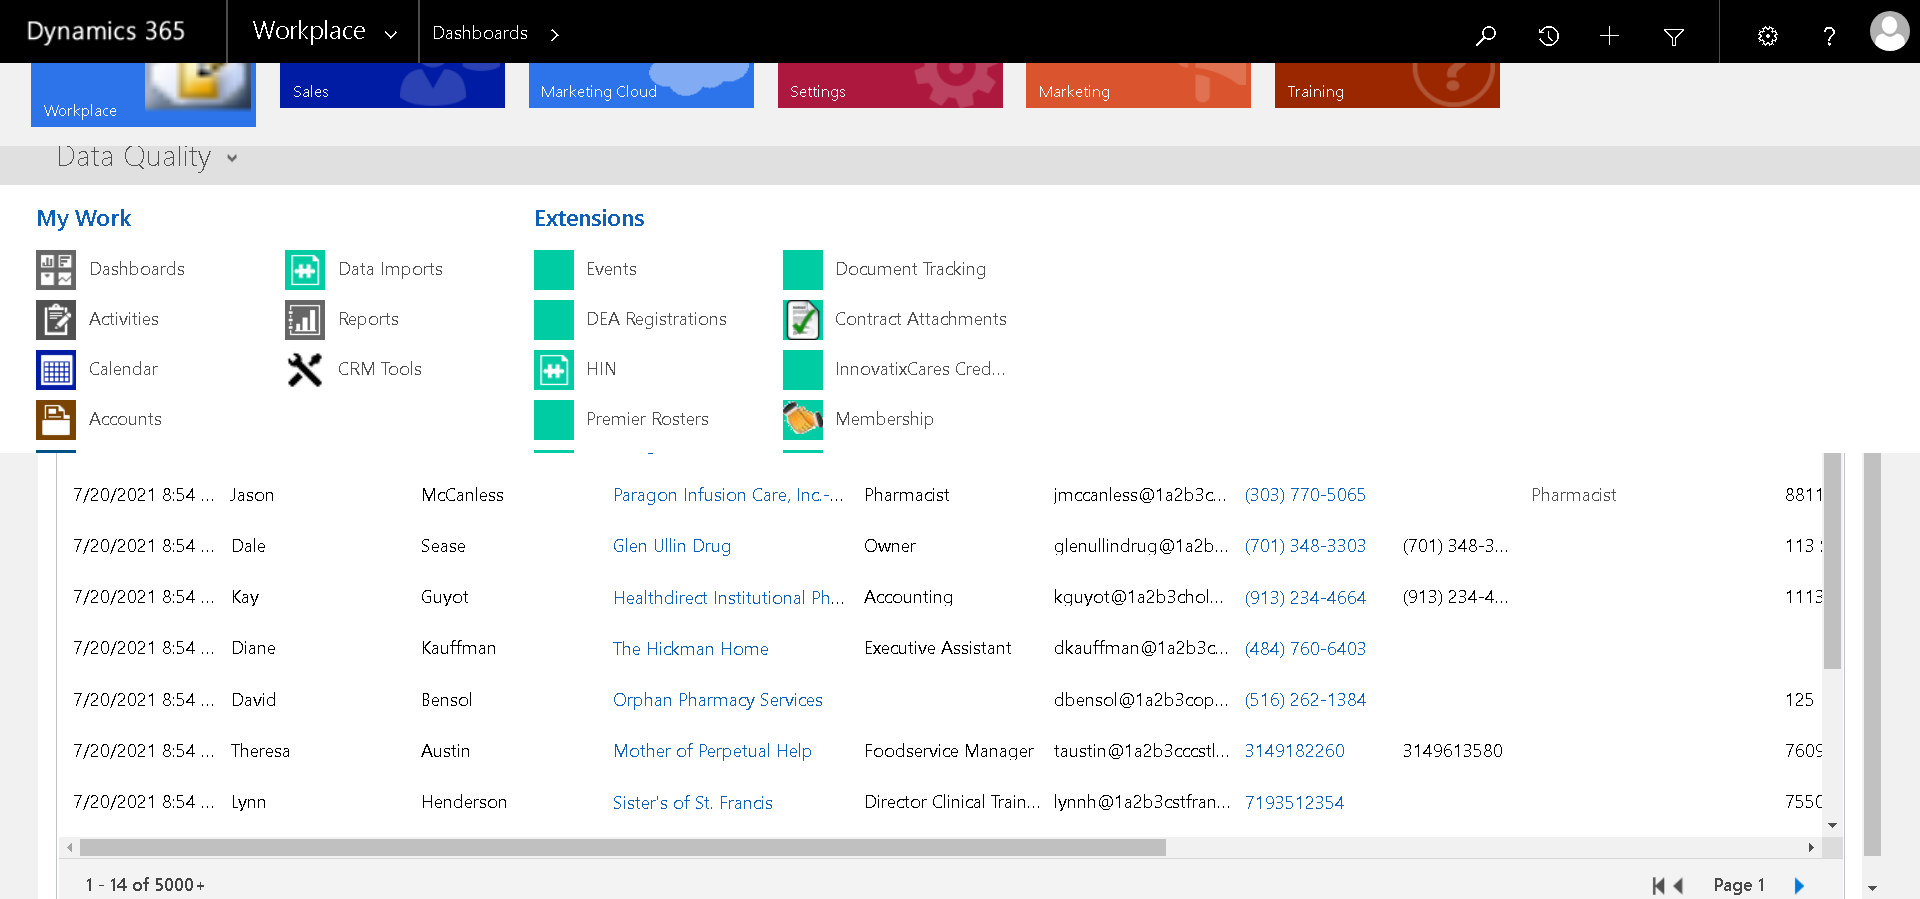 Dynamics 365 Workplace Dashboards
Workplace Sales Marketing Cloud Settings Marketing Training
Data Quality
My Work Extensions
Dashboards Data Imports Events Document Tracking
Activities Reports DEA Registrations Contract Attachments
Calendar CRM Tools HIN InnovatixCares Cred...
Accounts Premier Rosters Membership
7/20/2021 8:54 ... Jason McCanless Paragon Infusion Care, Inc.-... Pharmacist jmccanless@1a2b3c... (303) 770-5065 Pharmacist 8811
7/20/2021 8:54 ... Dale Sease Glen Ullin Drug Owner glenullindrug@1a2b... (701) 348-3303 (701) 348-3... 113
7/20/2021 8:54 ... Kay Guyot Healthdirect Institutional Ph... Accounting kguyot@1a2b3chol... (913) 234-4664 (913) 234-4... 1113
7/20/2021 8:54 ... Diane Kauffman The Hickman Home Executive Assistant dkauffman@1a2b3c... (484) 760-6403
7/20/2021 8:54 ... David Bensol Orphan Pharmacy Services dbensol@1a2b3cop... (516) 262-1384 125
7/20/2021 8:54 ... Theresa Austin Mother of Perpetual Help Foodservice Manager taustin@1a2b3cccstl... 3149182260 3149613580 7609
7/20/2021 8:54 ... Lynn Henderson Sister's of St. Francis Director Clinical Train... lynnh@1a2b3cstfran... 7193512354 7550
1 - 14 of 5000+ Page 1